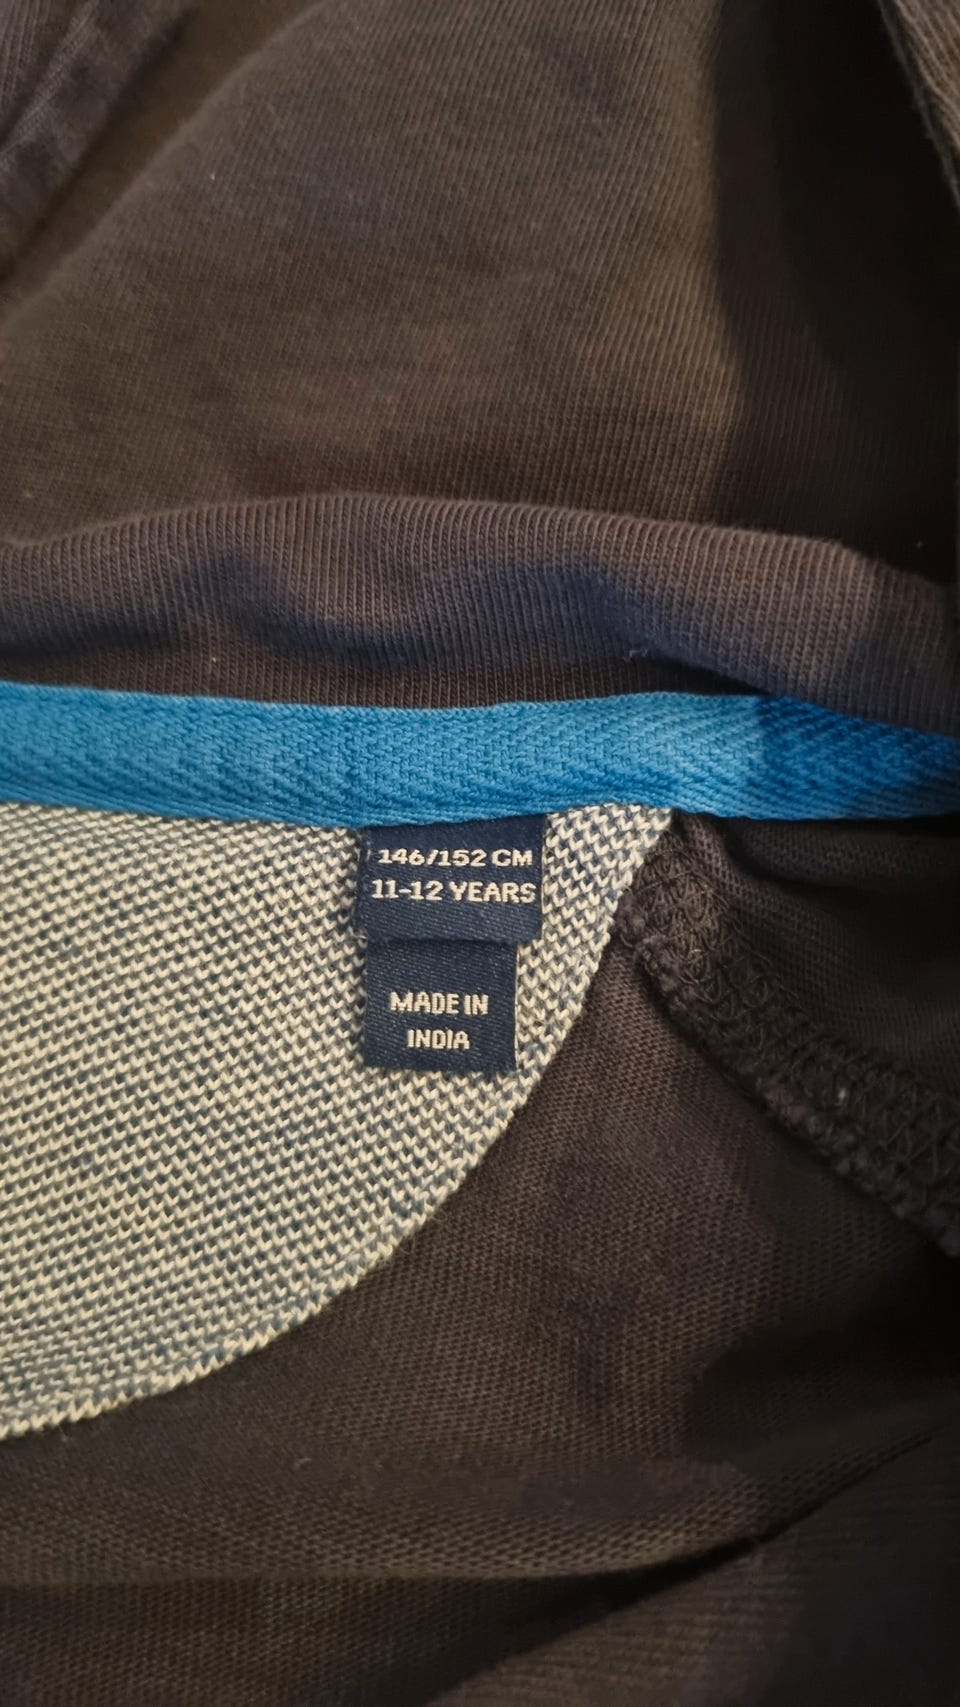 146/152 CM
11-12 YEARS
MADE IN
INDIA